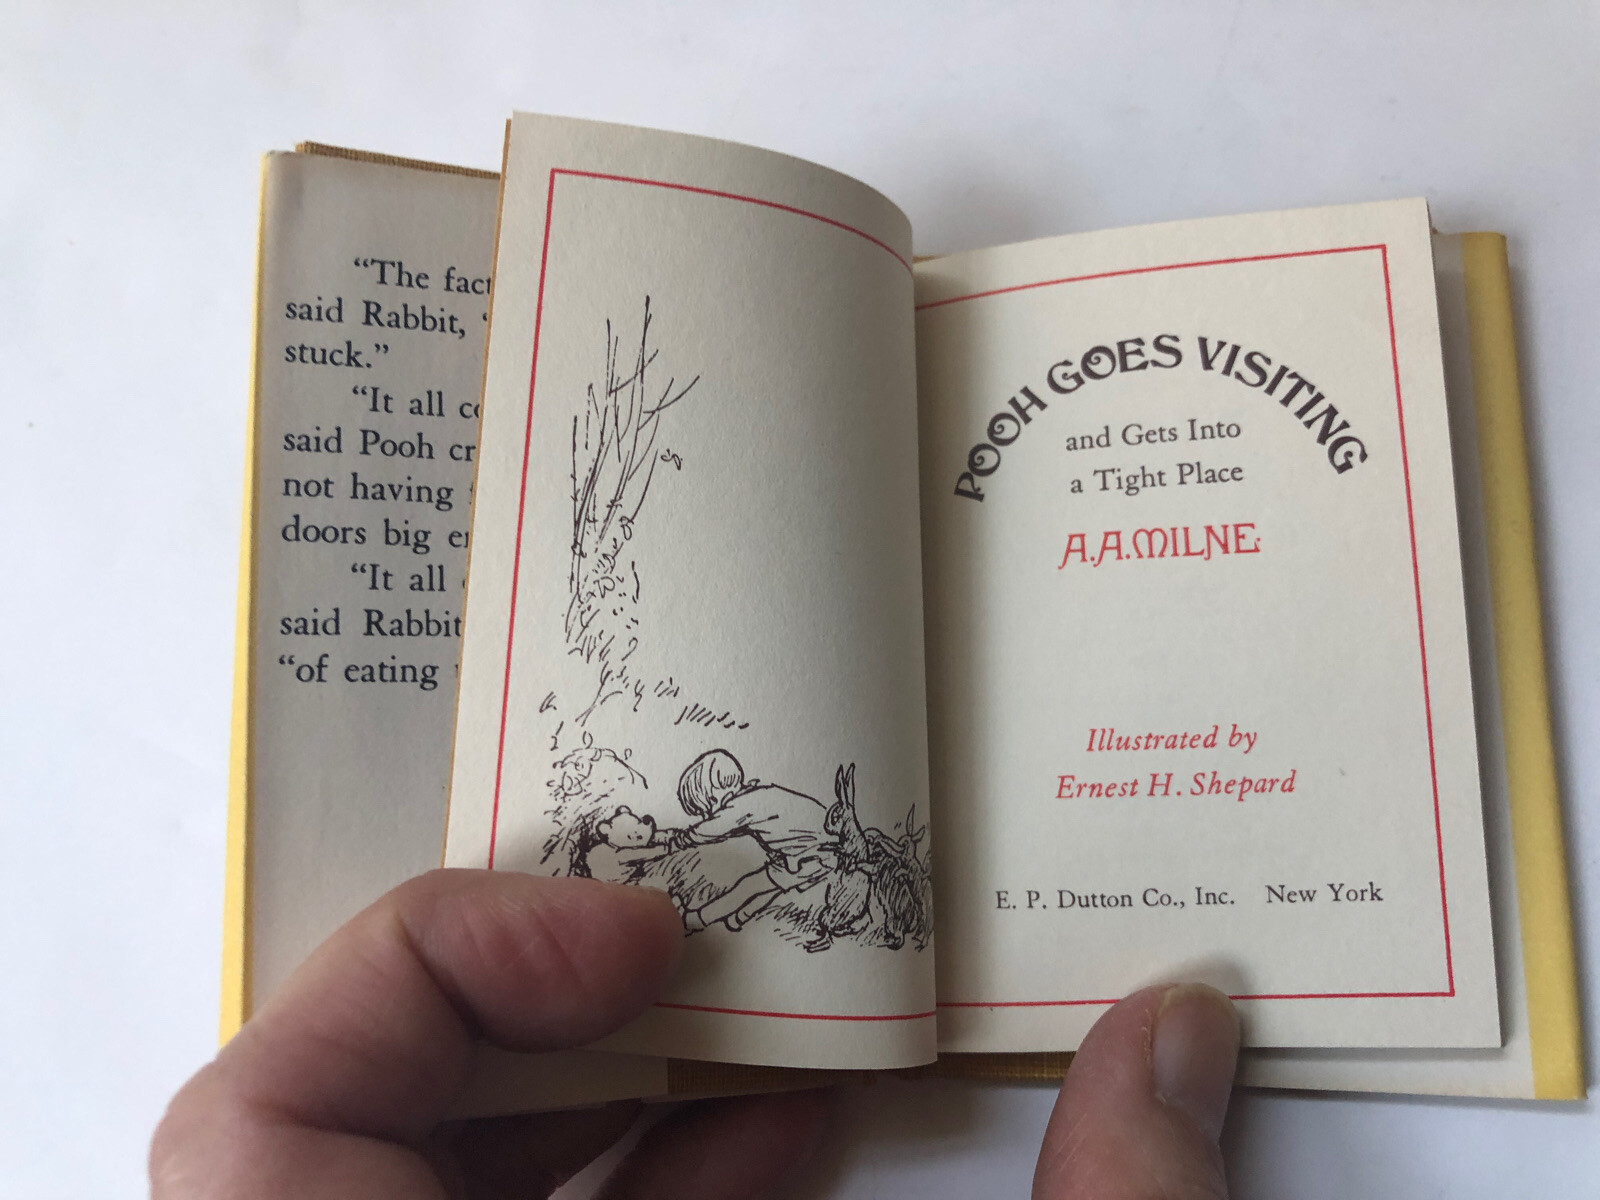 “The fact
said Rabbit,
stuck.”
“It all
said Pooh
not having
doors big
“It all
said Rabbit
“of eating
POOH GOES VISITING
and Gets Into
a Tight Place
A.A.MILNE
Illustrated by
Ernest H. Shepard
E. P. Dutton Co., Inc. New York